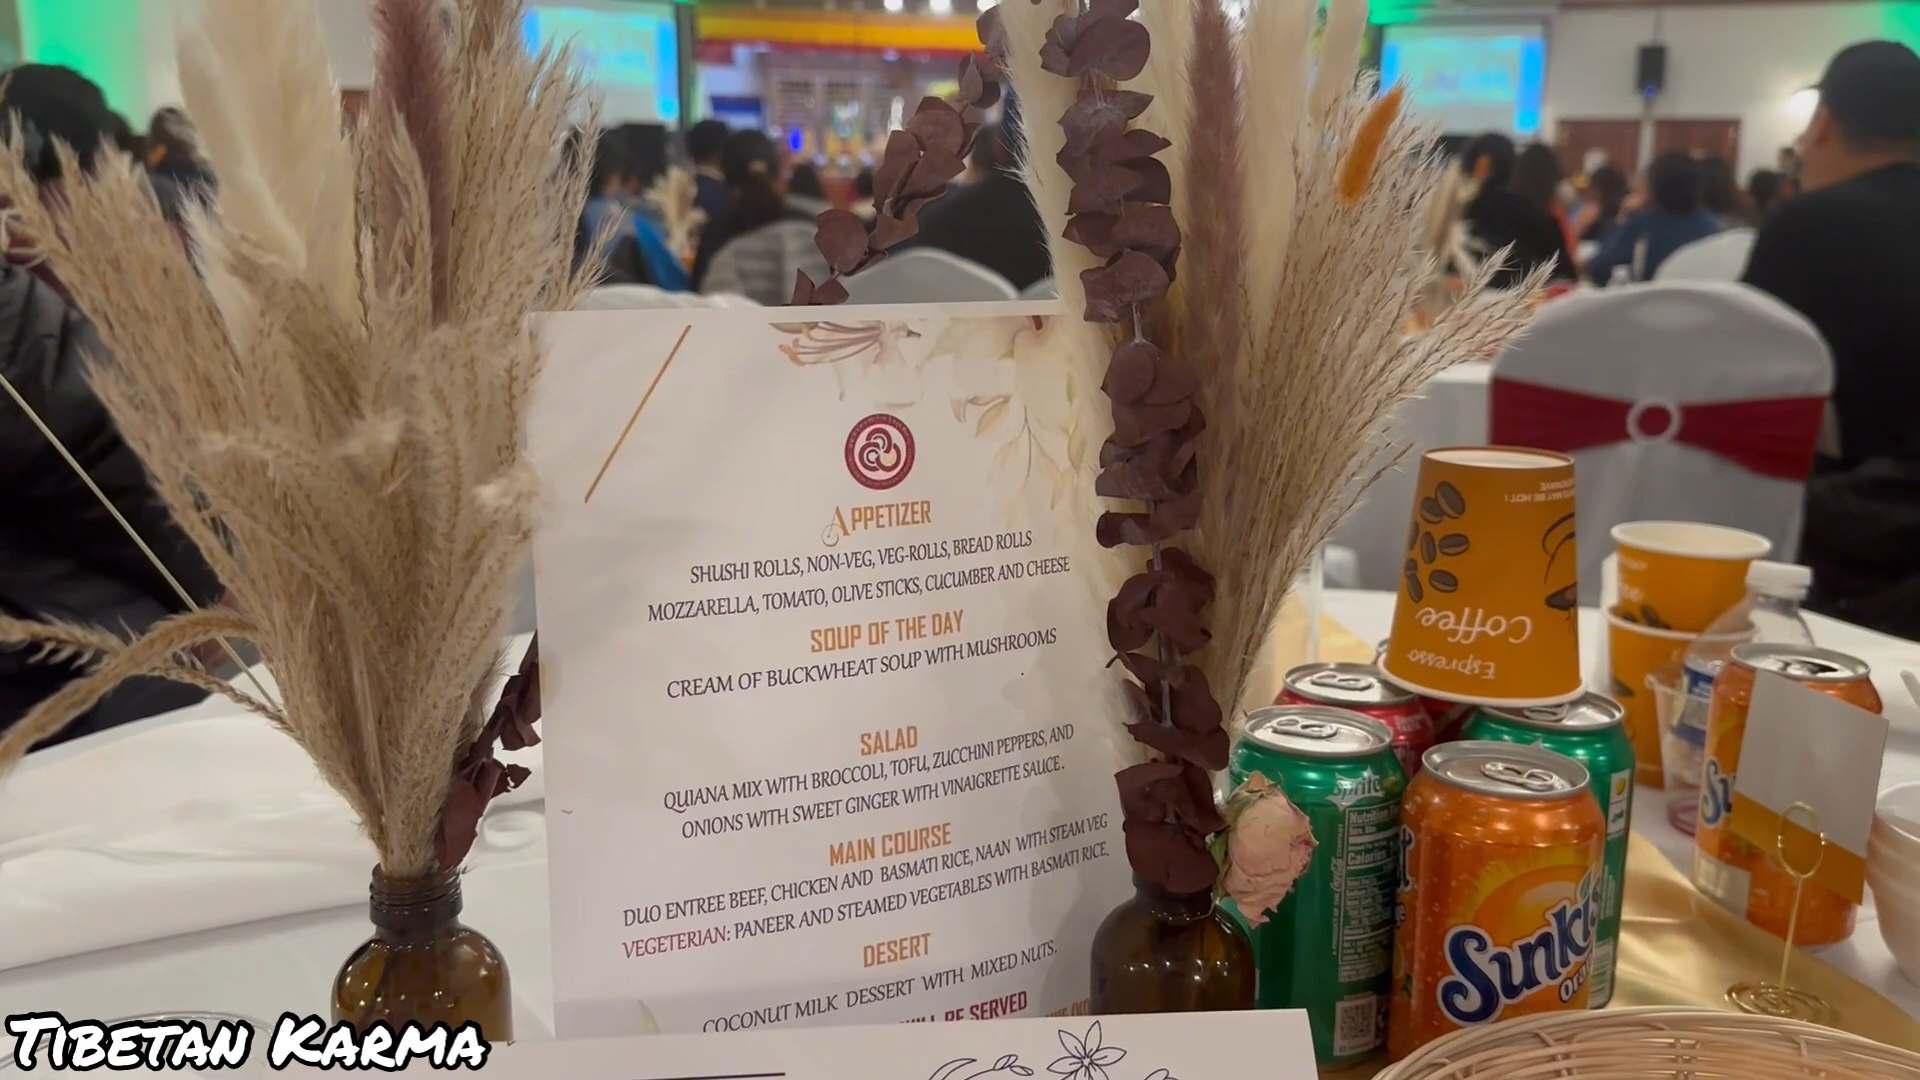 APPETIZER
SHUSHI ROLLS, NON-VEG, VEG-ROLLS, BREAD ROLLS
MOZZARELLA, TOMATO, OLIVE STICKS, CUCUMBER AND CHEESE
SOUP OF THE DAY
CREAM OF BUCKWHEAT SOUP WITH MUSHROOMS
SALAD
QUIANA MIX WITH BROCCOLI, TOFU, ZUCCHINI PEPPERS, AND
ONIONS WITH SWEET GINGER WITH VINAIGRETTE SAUCE.
MAIN COURSE
DUO ENTREE BEEF, CHICKEN AND BASMATI RICE, NAAN WITH STEAM VEG
VEGETERIAN: PANEER AND STEAMED VEGETABLES WITH BASMATI RICE.
DESERT
COCONUT MILK DESSERT WITH MIXED NUTS.
BE SERVED
Espresso
Coffee
Sprite
Nutrition
Calories
Sunkis
TIBETAN KARMA